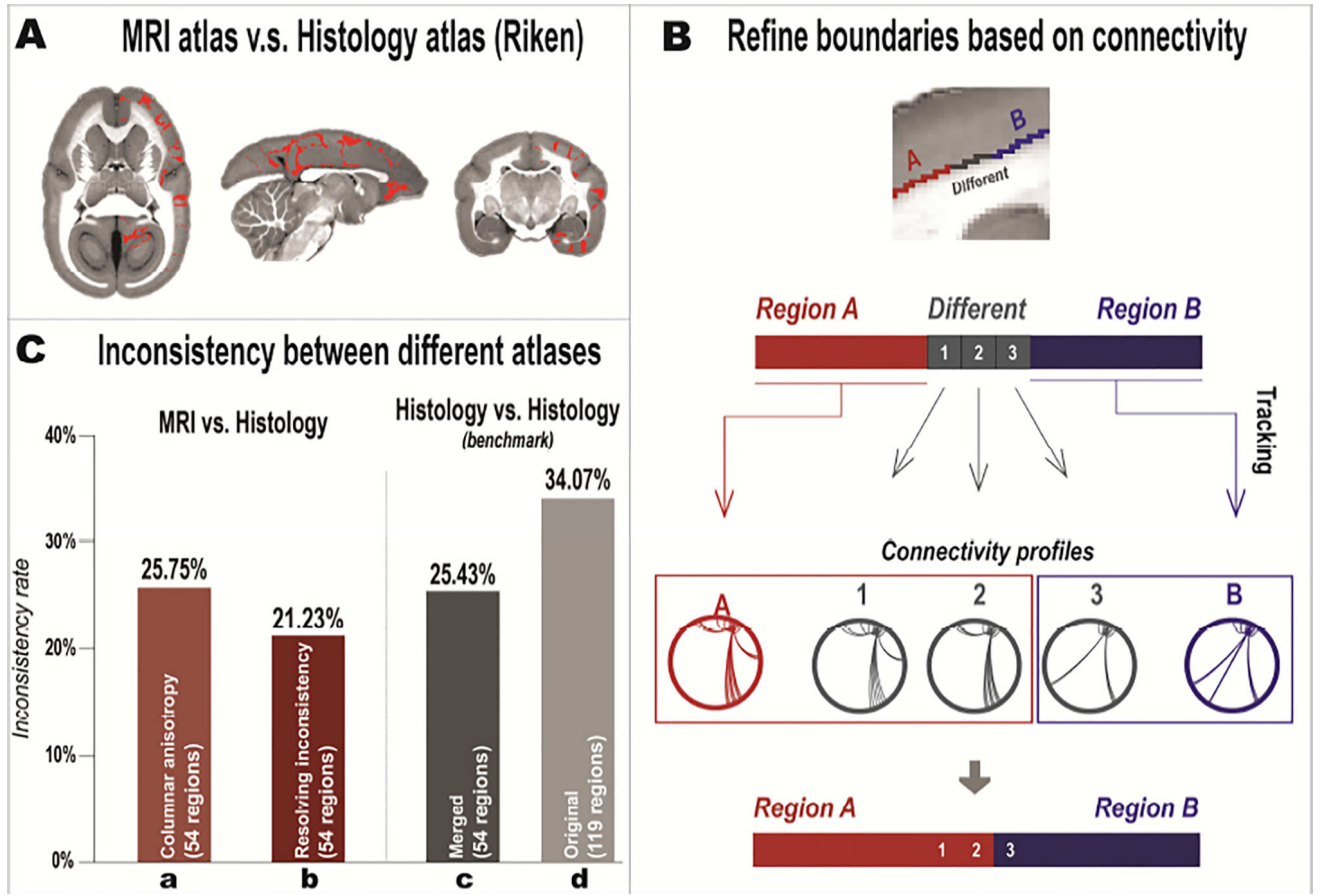 A MRI atlas v.s. Histology atlas (Riken)
B Refine boundaries based on connectivity
A
Different
B
Region A
Different
Region B
1 2 3
Tracking
Connectivity profiles
A 1 2 3 B
Region A
Region B
1 2 3
C Inconsistency between different atlases
MRI vs. Histology
Histology vs. Histology
(benchmark)
Inconsistency rate
40%
30%
20%
10%
0%
25.75%
21.23%
25.43%
34.07%
Columnar anisotropy
(54 regions)
Resolving inconsistency
(54 regions)
Merged
(54 regions)
Original
(119 regions)
a b c d